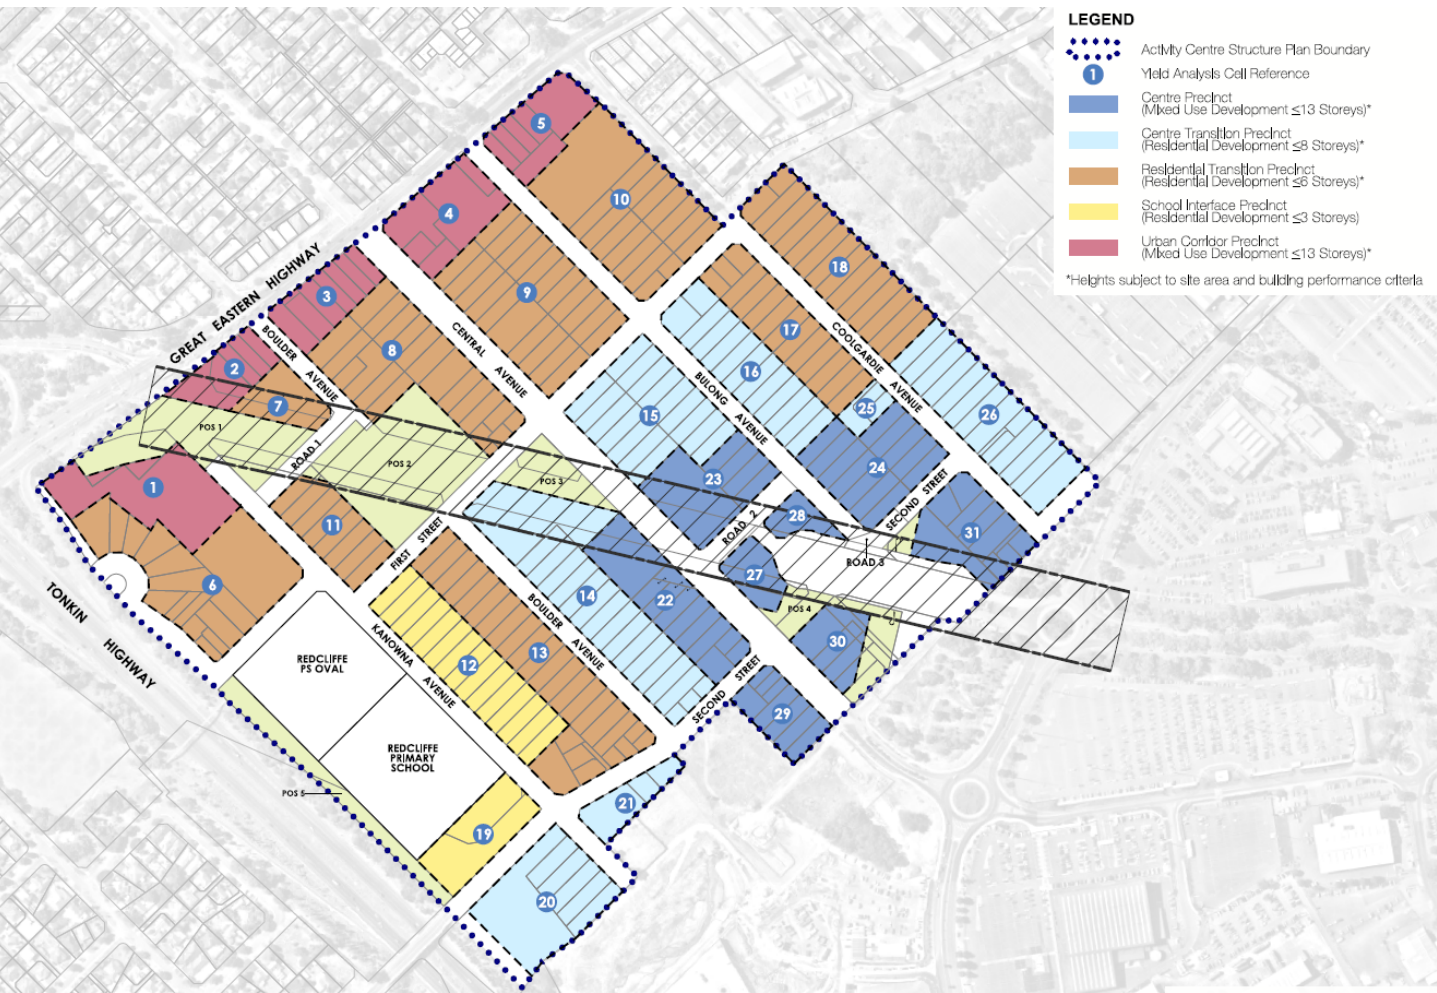 LEGEND
Activity Centre Structure Plan Boundary
1 Yield Analysis Cell Reference
Centre Precinct
(Mixed Use Development ≤13 Storeys)*
Centre Transition Precinct
(Residential Development ≤8 Storeys)*
Residential Transition Precinct
(Residential Development ≤6 Storeys)*
School Interface Precinct
(Residential Development ≤3 Storeys)
Urban Corridor Precinct
(Mixed Use Development ≤13 Storeys)*
*Heights subject to site area and building performance criteria
5
10
4
18
9
3
17
8
2
16
7
15
25
26
POS 1
POS 2
24
23
POS 3
1
28
11
31
27
6
14
22
POS 4
30
13
12
29
21
19
20
GREAT EASTERN HIGHWAY
BOULDER AVENUE
CENTRAL AVENUE
COOLGARDIE AVENUE
BULONG AVENUE
ROAD 1
FIRST STREET
ROAD 2
SECOND STREET
ROAD 3
TONKIN HIGHWAY
KANOWNA AVENUE
BOULDER AVENUE
SECOND STREET
REDCLIFFE
PS OVAL
REDCLIFFE
PRIMARY
SCHOOL
POS 5